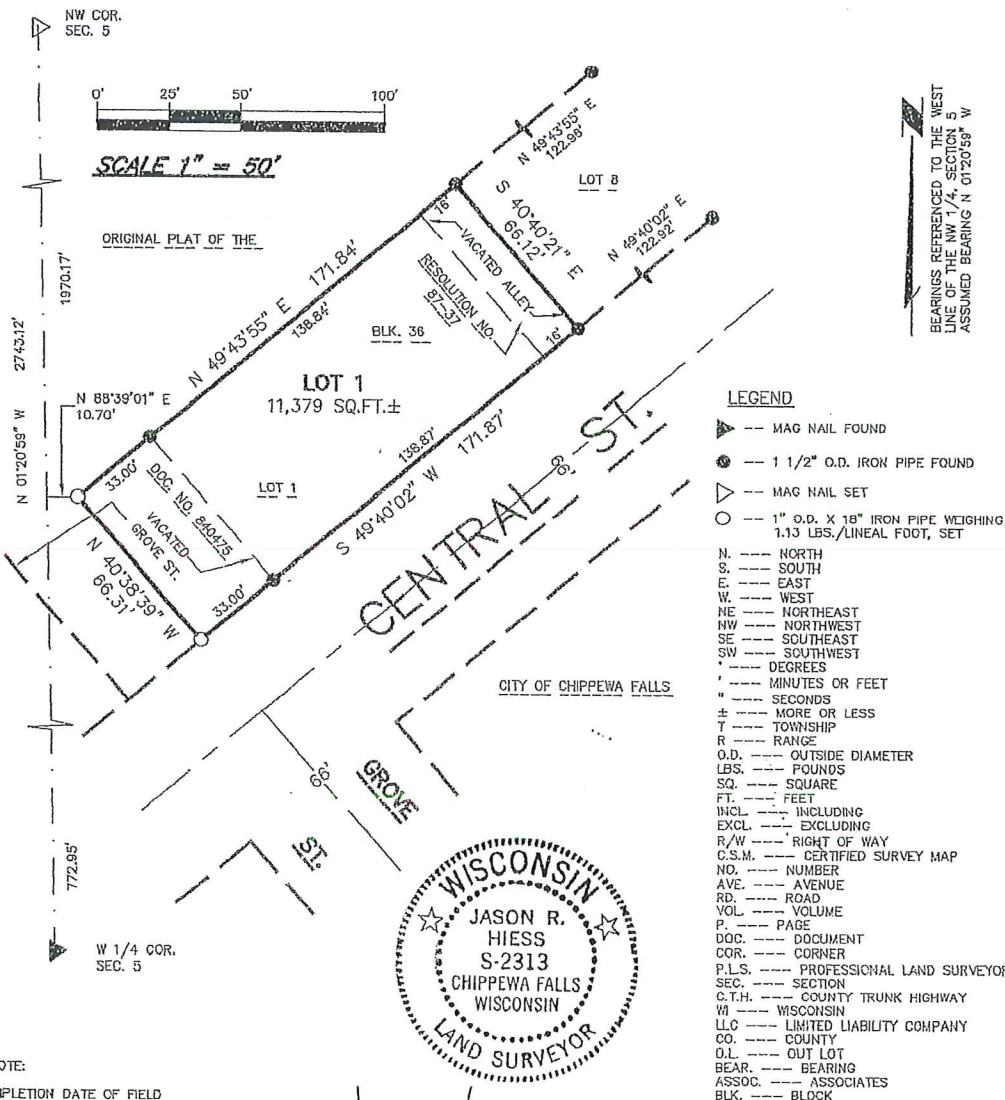 NW COR.
SEC. 5
0' 25' 50' 100'
SCALE 1" = 50'
ORIGINAL PLAT OF THE
1970.17'
2743.12'
N 01°20'59" W
772.95'
N 88°39'01" E
10.70'
N 49°43'55" E 171.84'
138.84'
16'
VACATED ALLEY
RESOLUTION NO.
87-37
16'
S 40°40'21" E
66.12'
N 49°43'55" E
122.98'
LOT 8
N 49°40'02" E
122.92'
BLK. 36
LOT 1
11,379 SQ.FT.±
LOT 1
138.87'
S 49°40'02" W 171.87'
33.00'
DOC. NO. 840475
VACATED
GROVE ST.
N 40°38'39" W
66.31'
33.00'
CENTRAL ST.
66'
CITY OF CHIPPEWA FALLS
66'
GROVE
ST.
W 1/4 COR.
SEC. 5
BEARINGS REFERENCED TO THE WEST
LINE OF THE NW 1/4, SECTION 5
ASSUMED BEARING N 01°20'59" W
LEGEND
-- MAG NAIL FOUND
-- 1 1/2" O.D. IRON PIPE FOUND
-- MAG NAIL SET
-- 1" O.D. X 18" IRON PIPE WEIGHING
1.13 LBS./LINEAL FOOT, SET
N. --- NORTH
S. --- SOUTH
E. --- EAST
W. --- WEST
NE --- NORTHEAST
NW --- NORTHWEST
SE --- SOUTHEAST
SW --- SOUTHWEST
° --- DEGREES
' --- MINUTES OR FEET
" --- SECONDS
± --- MORE OR LESS
T --- TOWNSHIP
R --- RANGE
O.D. --- OUTSIDE DIAMETER
LBS. --- POUNDS
SQ. --- SQUARE
FT. --- FEET
INCL. --- INCLUDING
EXCL. --- EXCLUDING
R/W --- RIGHT OF WAY
C.S.M. --- CERTIFIED SURVEY MAP
NO. --- NUMBER
AVE. --- AVENUE
RD. --- ROAD
VOL. --- VOLUME
P. --- PAGE
DOC. --- DOCUMENT
COR. --- CORNER
P.L.S. --- PROFESSIONAL LAND SURVEYOR
SEC. --- SECTION
C.T.H. --- COUNTY TRUNK HIGHWAY
WI --- WISCONSIN
LLC --- LIMITED LIABILITY COMPANY
CO. --- COUNTY
O.L. --- OUT LOT
BEAR. --- BEARING
ASSOC. --- ASSOCIATES
BLK. --- BLOCK
WISCONSIN
JASON R.
HIESS
S-2313
CHIPPEWA FALLS
WISCONSIN
LAND SURVEYOR
OTE:
MPLETION DATE OF FIELD